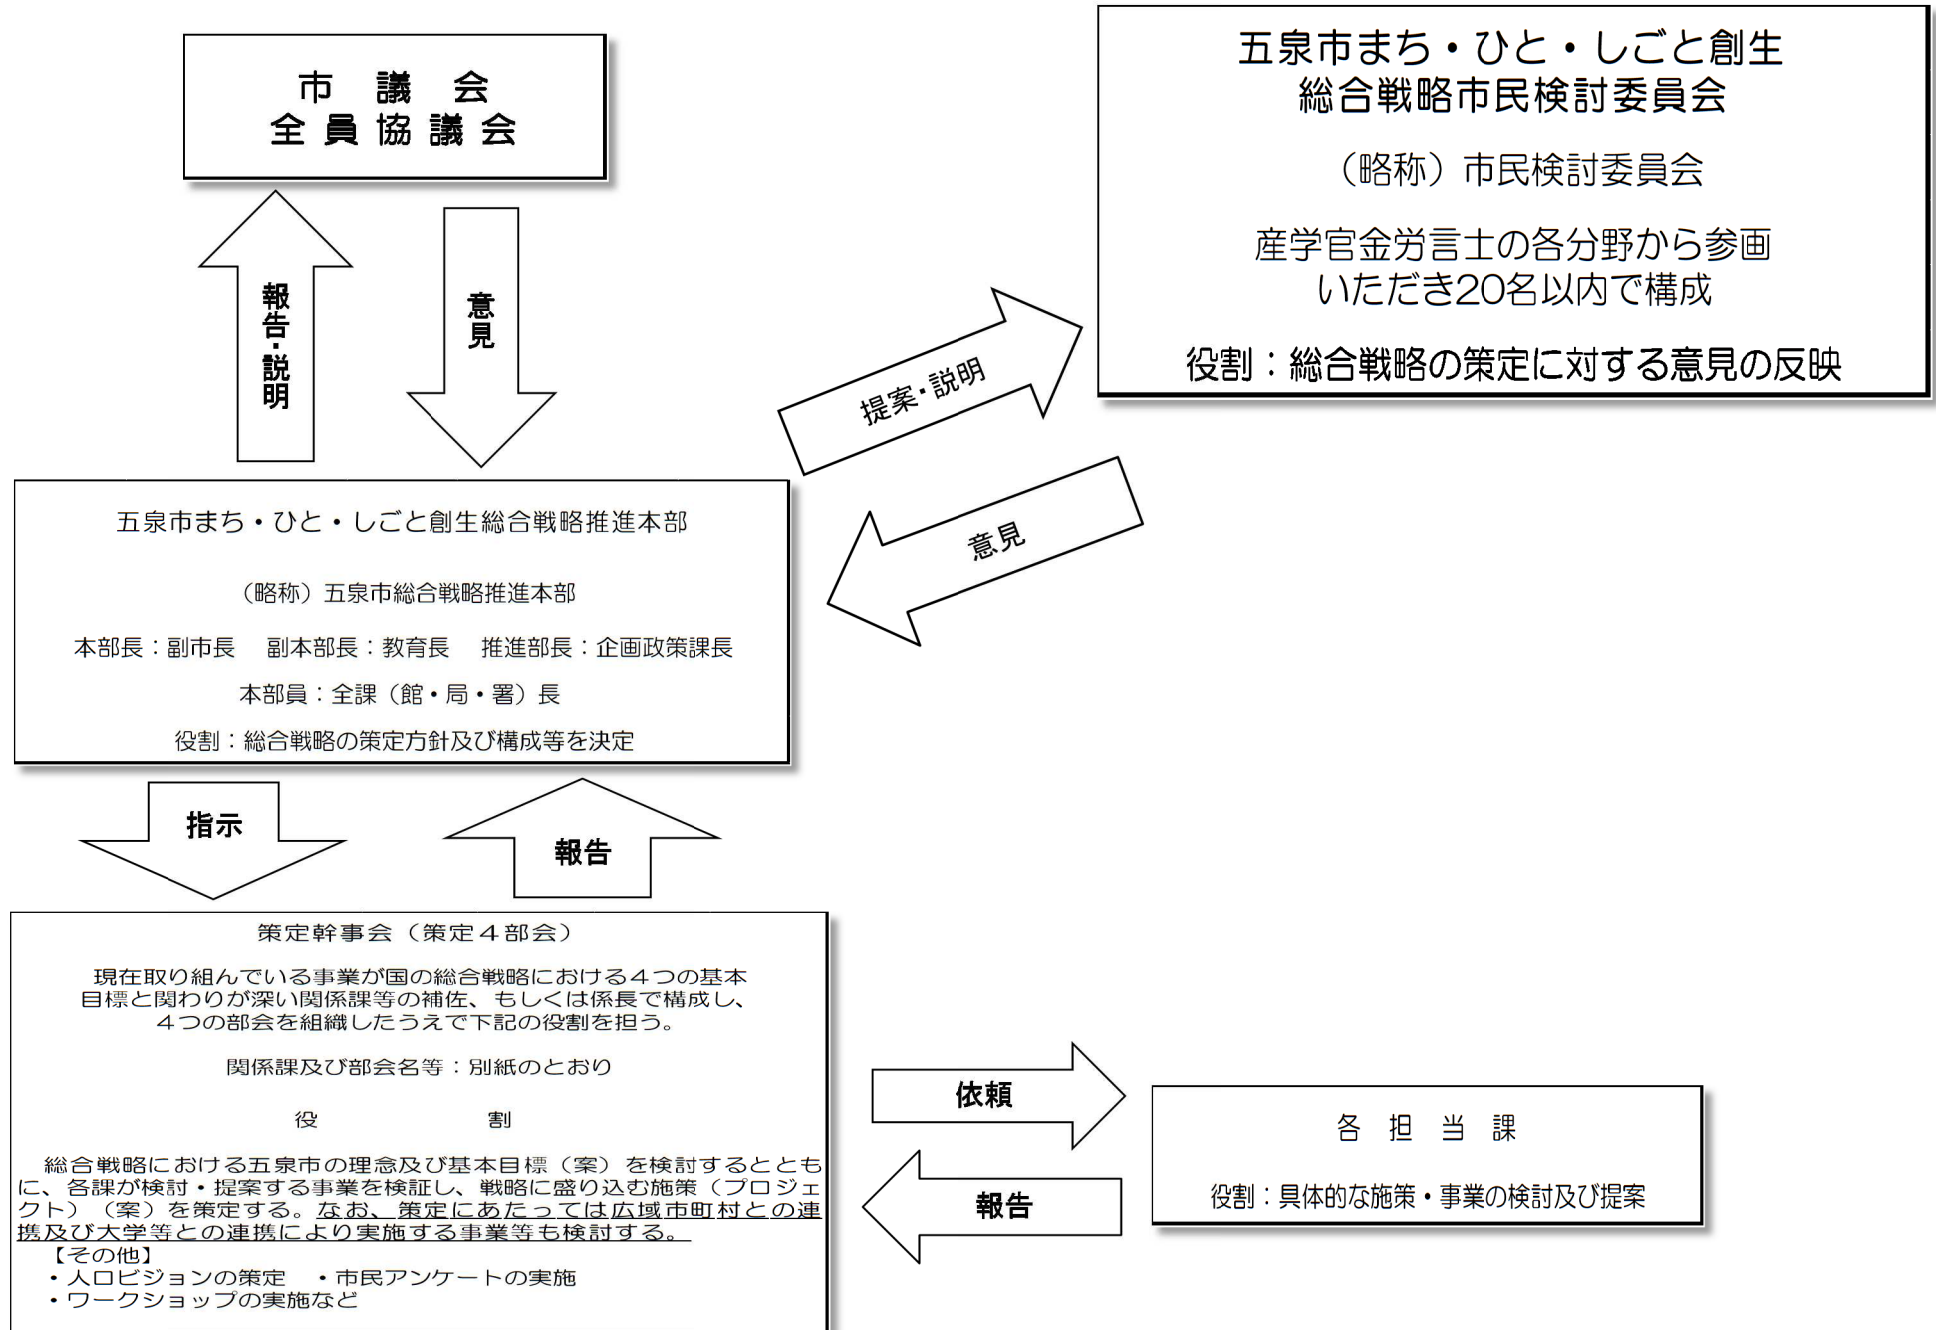 市　議　会
全 員 協 議 会
五泉市まち・ひと・しごと創生
総合戦略市民検討委員会
（略称）市民検討委員会
産学官金労言士の各分野から参画
いただき20名以内で構成
役割：総合戦略の策定に対する意見の反映
報告・説明
意見
提案・説明
意見
五泉市まち・ひと・しごと創生総合戦略推進本部
（略称）五泉市総合戦略推進本部
本部長：副市長　副本部長：教育長　推進部長：企画政策課長
本部員：全課（館・局・署）長
役割：総合戦略の策定方針及び構成等を決定
指示
報告
策定幹事会（策定４部会）
現在取り組んでいる事業が国の総合戦略における４つの基本
目標と関わりが深い関係課等の補佐、もしくは係長で構成し、
４つの部会を組織したうえで下記の役割を担う。
関係課及び部会名等：別紙のとおり
役　　　　　　　割
総合戦略における五泉市の理念及び基本目標（案）を検討するととも
に、各課が検討・提案する事業を検証し、戦略に盛り込む施策（プロジェ
クト）（案）を策定する。なお、策定にあたっては広域市町村との連
携及び大学等との連携により実施する事業等も検討する。
【その他】
・人口ビジョンの策定　・市民アンケートの実施
・ワークショップの実施など
依頼
報告
各　担　当　課
役割：具体的な施策・事業の検討及び提案